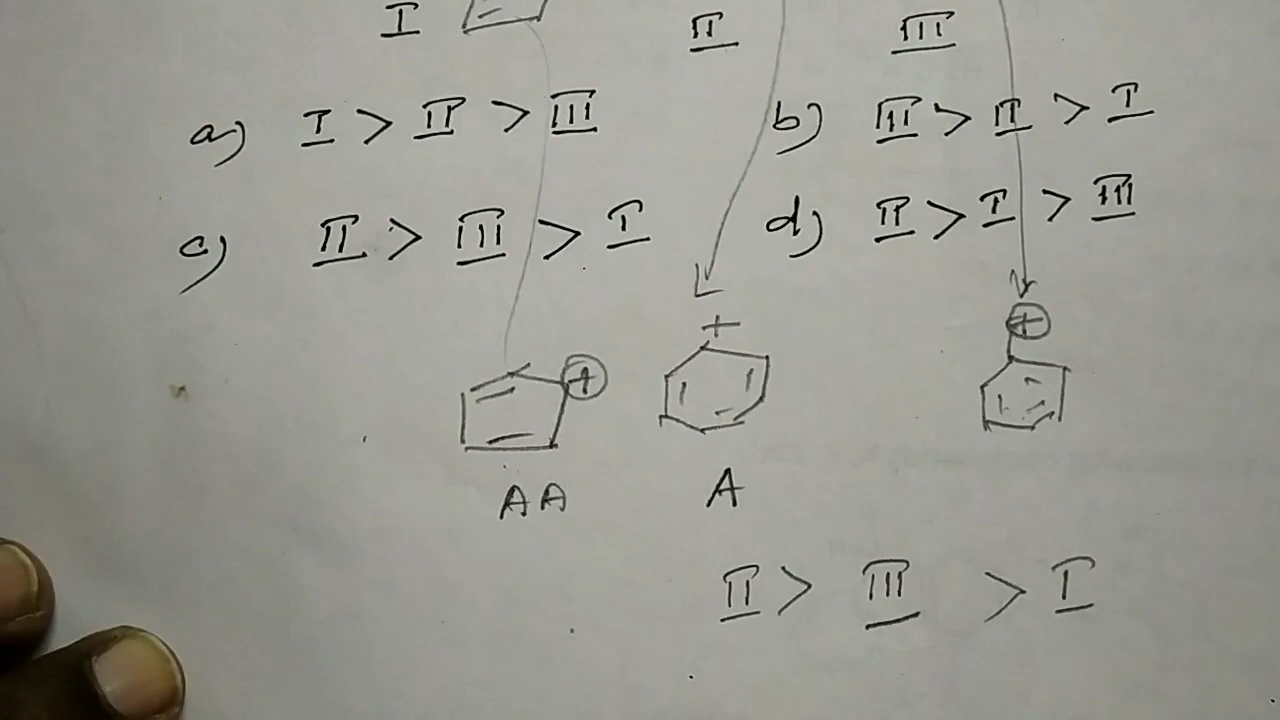 I II III
a) I > II > III b) III > II > I
c) II > III > I d) II > I > III
⊕ + ⊕
AA A
II > III > I